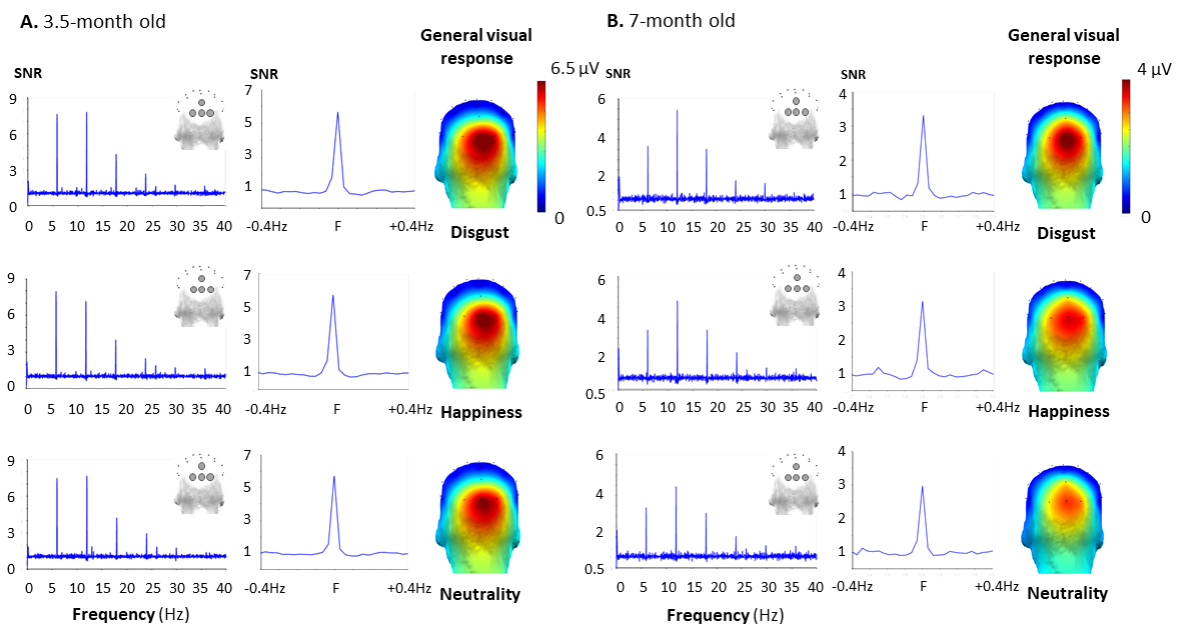 A. 3.5-month old
General visual
response
6.5 µV
SNR
SNR
9
6
3
0
0 5 10 15 20 25 30 35 40
7
5
3
1
-0.4Hz F +0.4Hz
0
Disgust
9
6
3
0
0 5 10 15 20 25 30 35 40
7
5
3
1
-0.4Hz F +0.4Hz
Happiness
9
6
3
0
0 5 10 15 20 25 30 35 40
7
5
3
1
-0.4Hz F +0.4Hz
Neutrality
Frequency (Hz)
B. 7-month old
General visual
response
4 µV
SNR
SNR
6
4
2
0.5
0 5 10 15 20 25 30 35 40
4
3
2
1
-0.4Hz F +0.4Hz
0
Disgust
6
4
2
0.5
0 5 10 15 20 25 30 35 40
4
3
2
1
-0.4Hz F +0.4Hz
Happiness
6
4
2
0.5
0 5 10 15 20 25 30 35 40
4
3
2
1
-0.4Hz F +0.4Hz
Neutrality
Frequency (Hz)